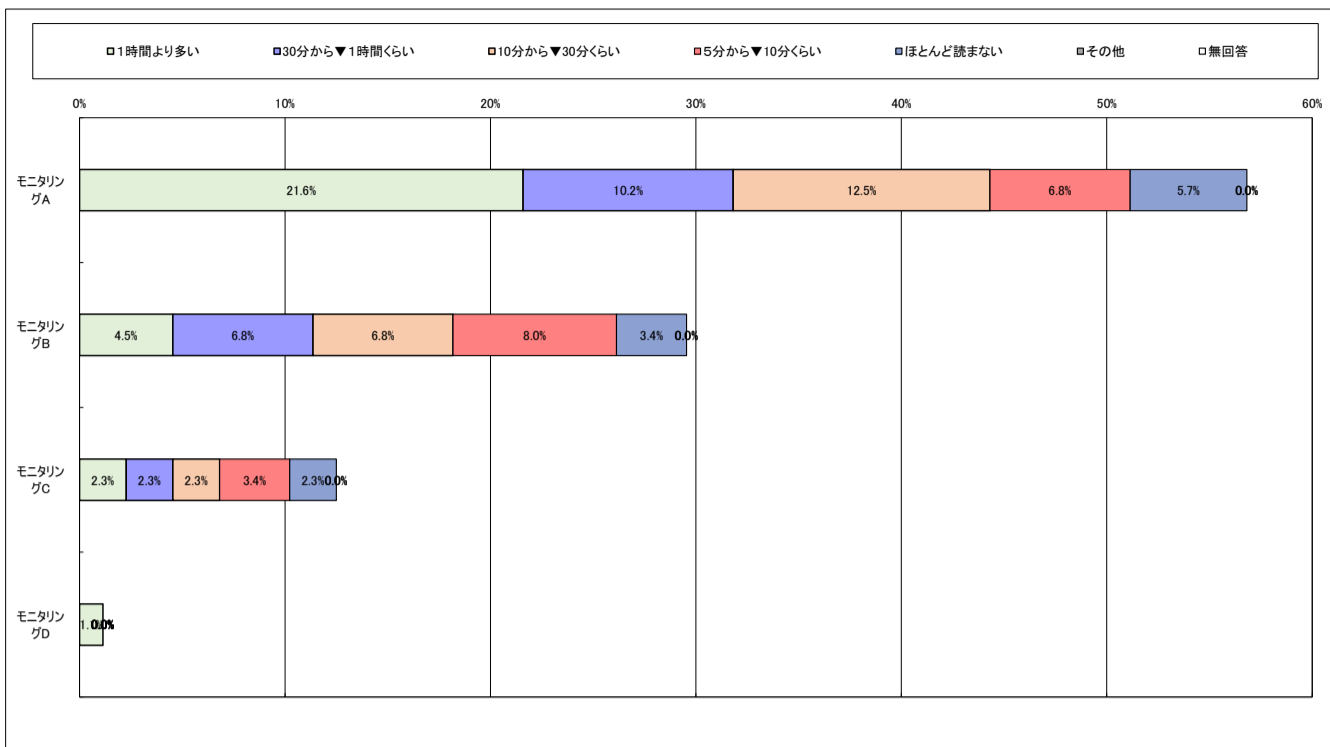 １時間より多い 30分から▼１時間くらい 10分から▼30分くらい ５分から▼10分くらい ほとんど読まない その他 無回答
0% 10% 20% 30% 40% 50% 60%
モニタリン
グA
21.6% 10.2% 12.5% 6.8% 5.7% 0.0%
モニタリン
グB
4.5% 6.8% 6.8% 8.0% 3.4% 0.0%
モニタリン
グC
2.3% 2.3% 2.3% 3.4% 2.3% 0.0%
モニタリン
グD
0.0%